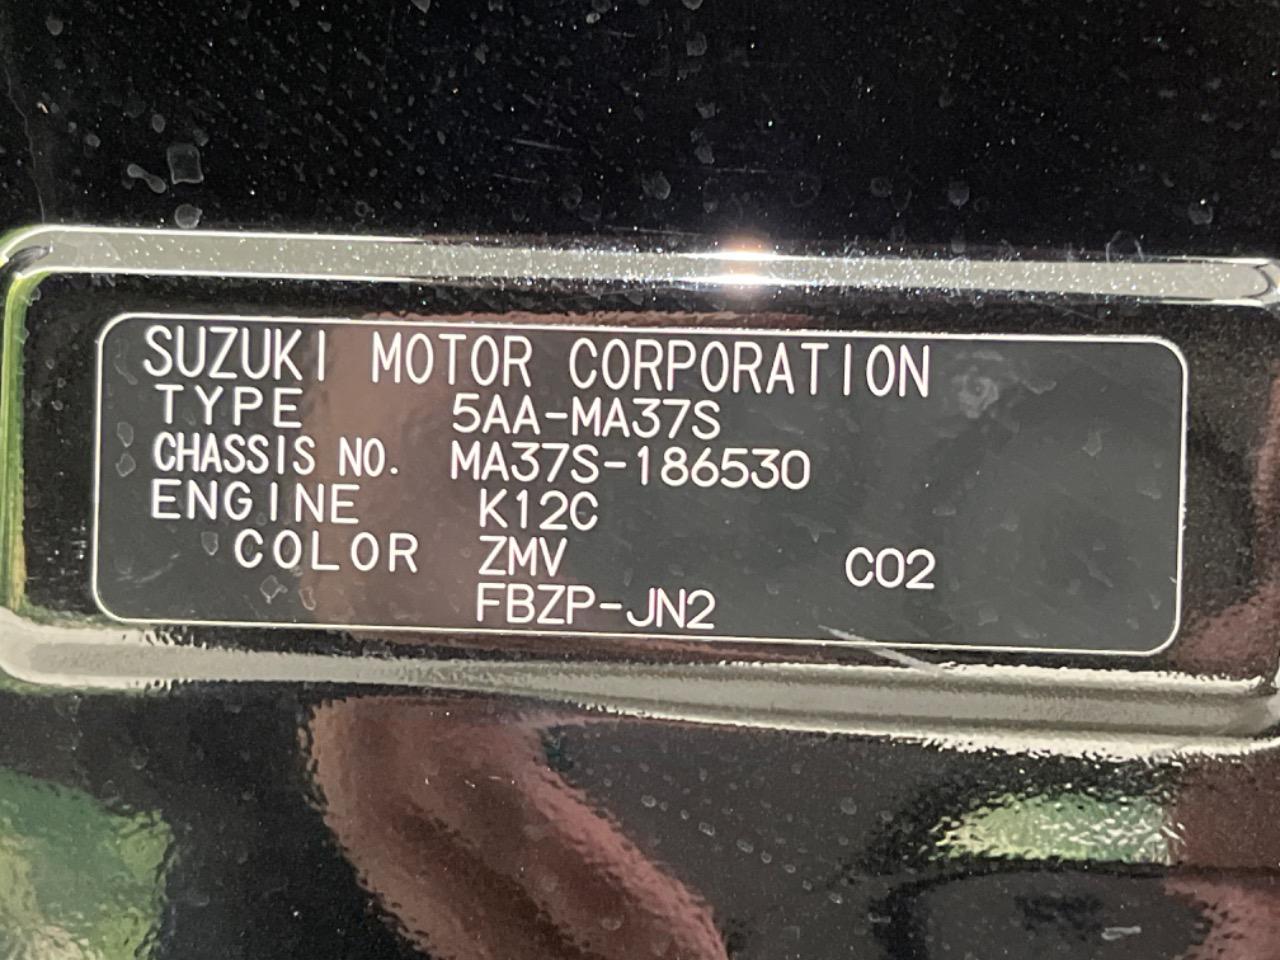 SUZUKI MOTOR CORPORATION
TYPE 5AA-MA37S
CHASSIS NO. MA37S-186530
ENGINE K12C
COLOR ZMV C02
FBZP-JN2